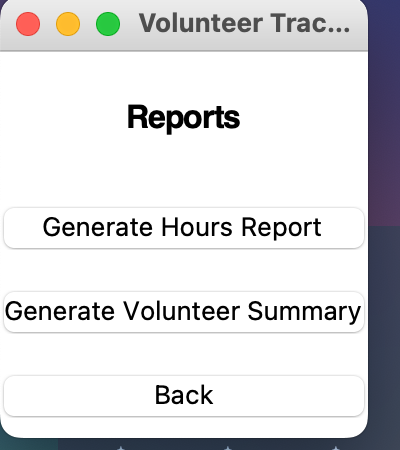 Volunteer Trac...
Reports
Generate Hours Report
Generate Volunteer Summary
Back